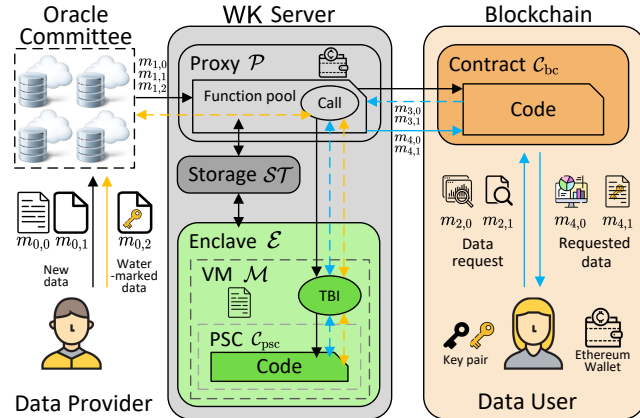 Oracle
Committee
WK Server
Blockchain
m1,0
m1,1
m1,2
Proxy P
Function pool
Call
Contract Cbc
Code
m3,0
m3,1
m4,0
m4,1
Storage ST
m0,0
m0,1
m0,2
New
data
Water
-marked
data
Enclave E
VM M
TBI
PSC Cpsc
Code
m2,0
m2,1
m4,0
m4,1
Data
request
Requested
data
Key pair
Ethereum
Wallet
Data Provider
Data User